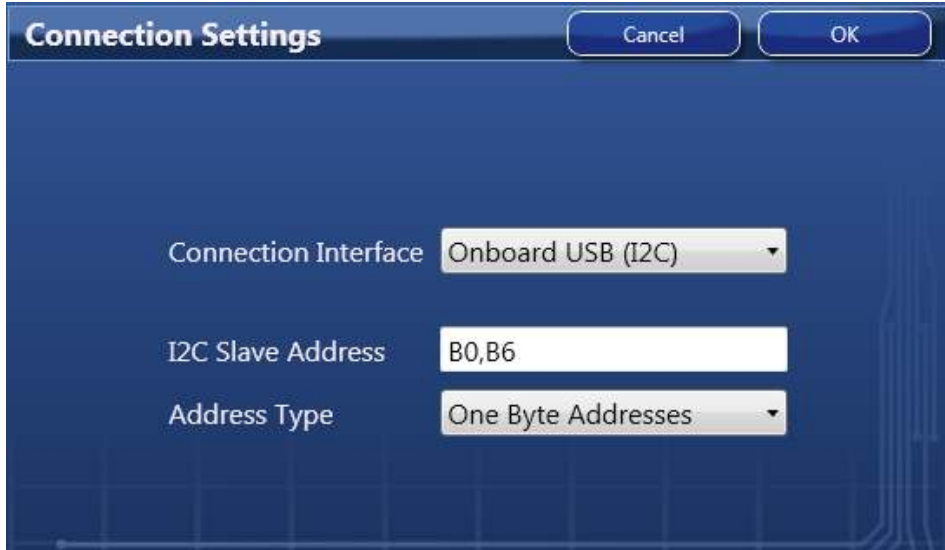 Connection Settings Cancel OK
Connection Interface Onboard USB (I2C)
I2C Slave Address B0,B6
Address Type One Byte Addresses